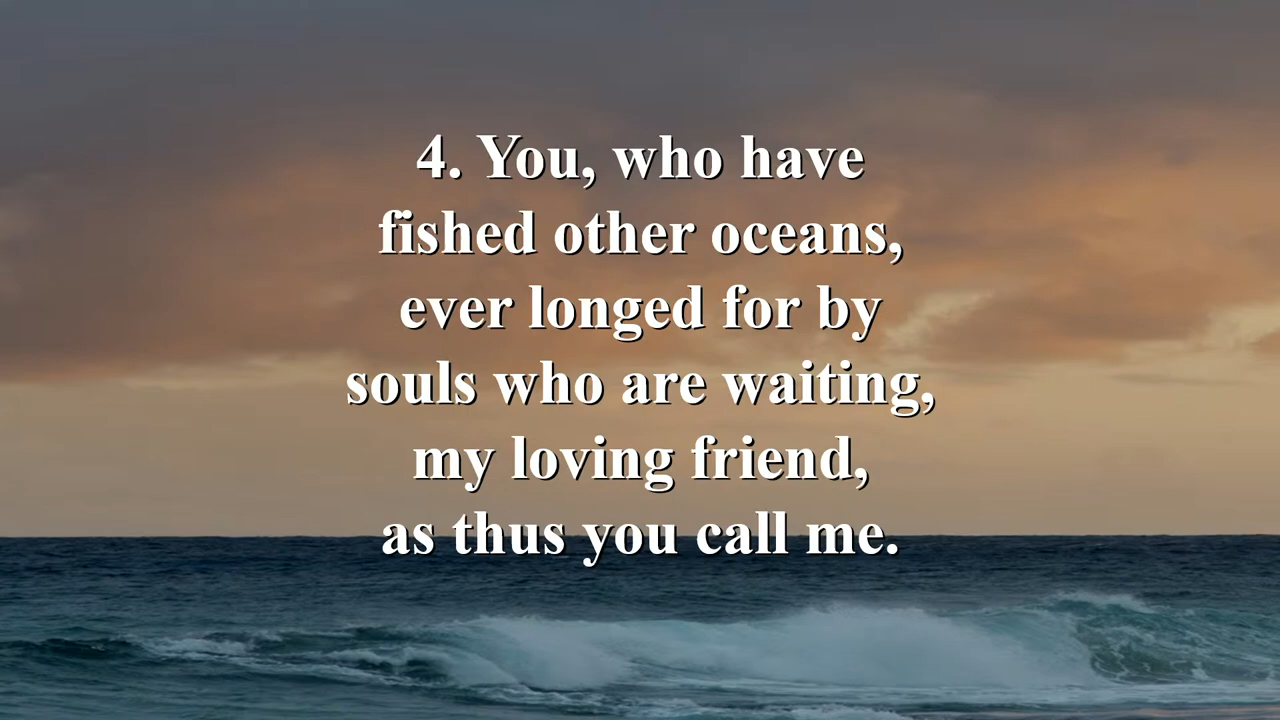 4. You, who have
fished other oceans,
ever longed for by
souls who are waiting,
my loving friend,
as thus you call me.